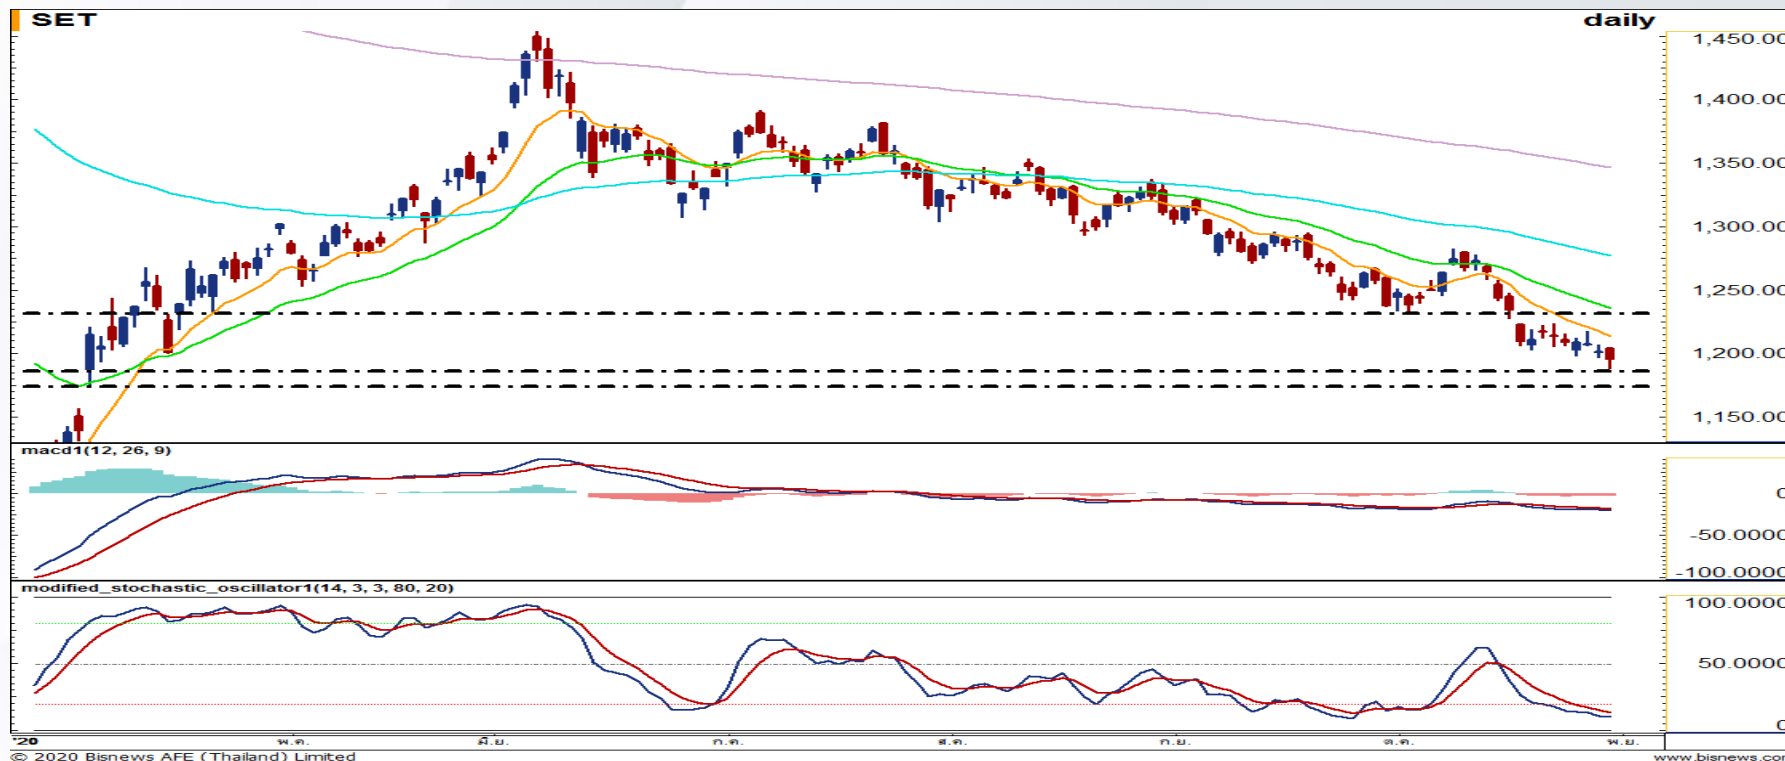 SET daily
1,450.00
1,400.00
1,350.00
1,300.00
1,250.00
1,200.00
1,150.00
macd1(12, 26, 9)
0
-50.0000
-100.0000
modified_stochastic_oscillator1(14, 3, 3, 80, 20)
100.0000
50.0000
0
'20 พ.ค. มิ.ย. ก.ค. ส.ค. ก.ย. ต.ค. พ.ย.
© 2020 Bisnews AFE (Thailand) Limited www.bisnews.com